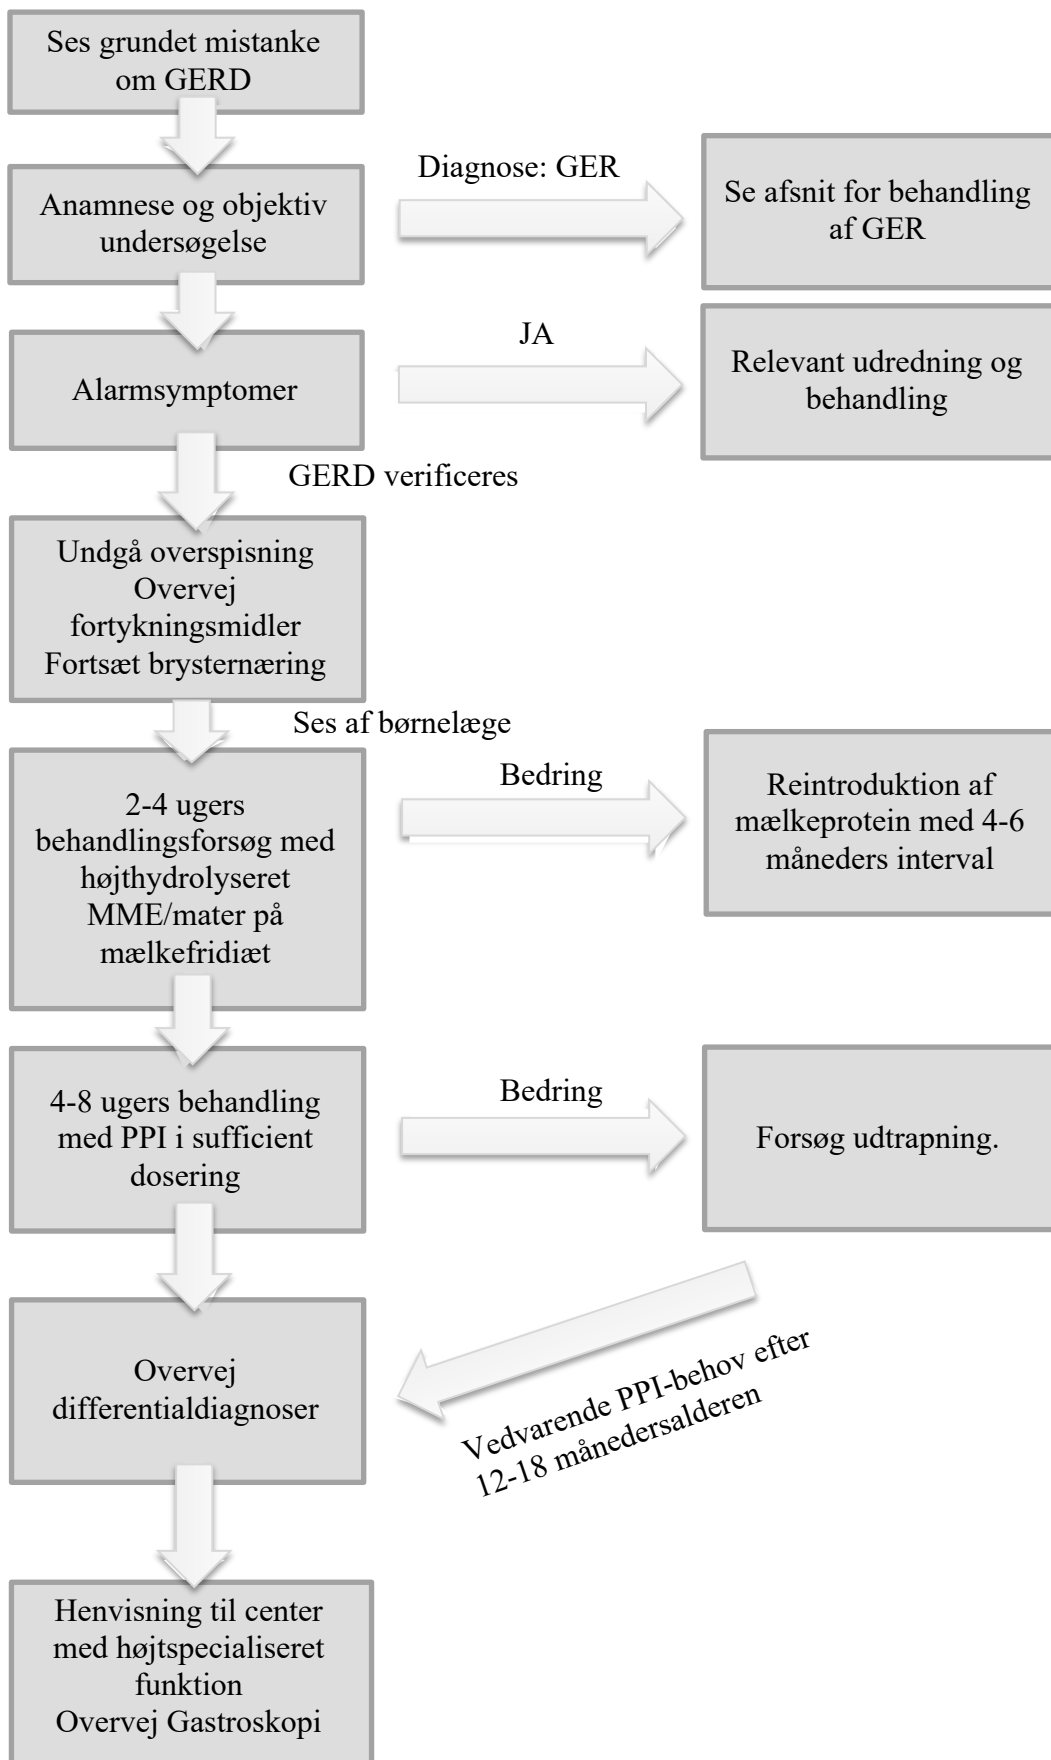 Ses grundet mistanke
om GERD
Anamnese og objektiv
undersøgelse
Diagnose: GER
Se afsnit for behandling
af GER
Alarmsymptomer
JA
Relevant udredning og
behandling
GERD verificeres
Undgå overspisning
Overvej
fortykningsmidler
Fortsæt brysternæring
Ses af børnelæge
2-4 ugers
behandlingsforsøg med
højthydrolyseret
MME/mater på
mælkefridiæt
Bedring
Reintroduktion af
mælkeprotein med 4-6
måneders interval
4-8 ugers behandling
med PPI i sufficient
dosering
Bedring
Forsøg udtrapning.
Vedvarende PPI-behov efter
12-18 månedersalderen
Overvej
differentialdiagnoser
Henvisning til center
med højtspecialiseret
funktion
Overvej Gastroskopi